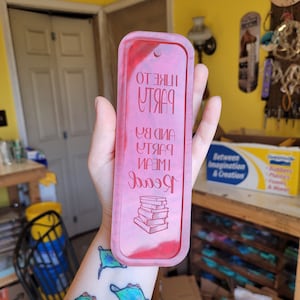 I LIKE TO
PARTY
AND BY
PARTY
I MEAN
Read
Between
Imagination
& Creation